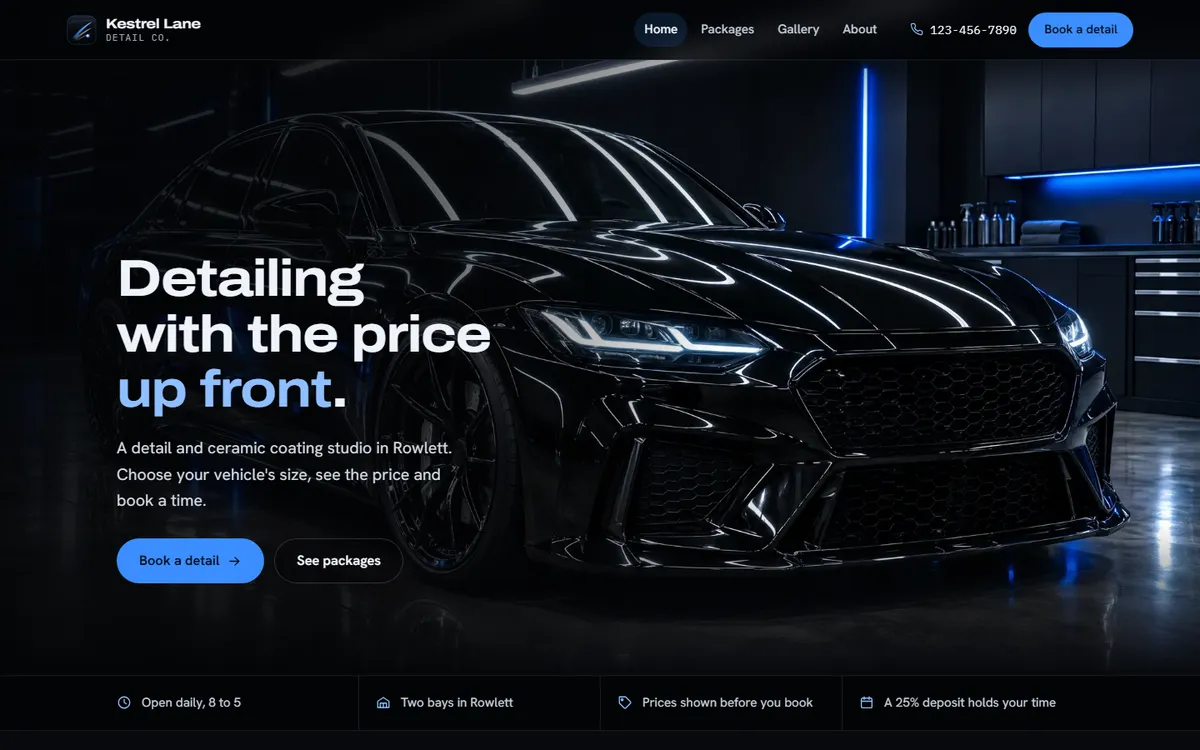 Kestrel Lane
DETAIL CO.
Home
Packages
Gallery
About
123-456-7890
Book a detail
Detailing
with the price
up front.
A detail and ceramic coating studio in Rowlett.
Choose your vehicle's size, see the price and
book a time.
Book a detail
See packages
Open daily, 8 to 5
Two bays in Rowlett
Prices shown before you book
A 25% deposit holds your time